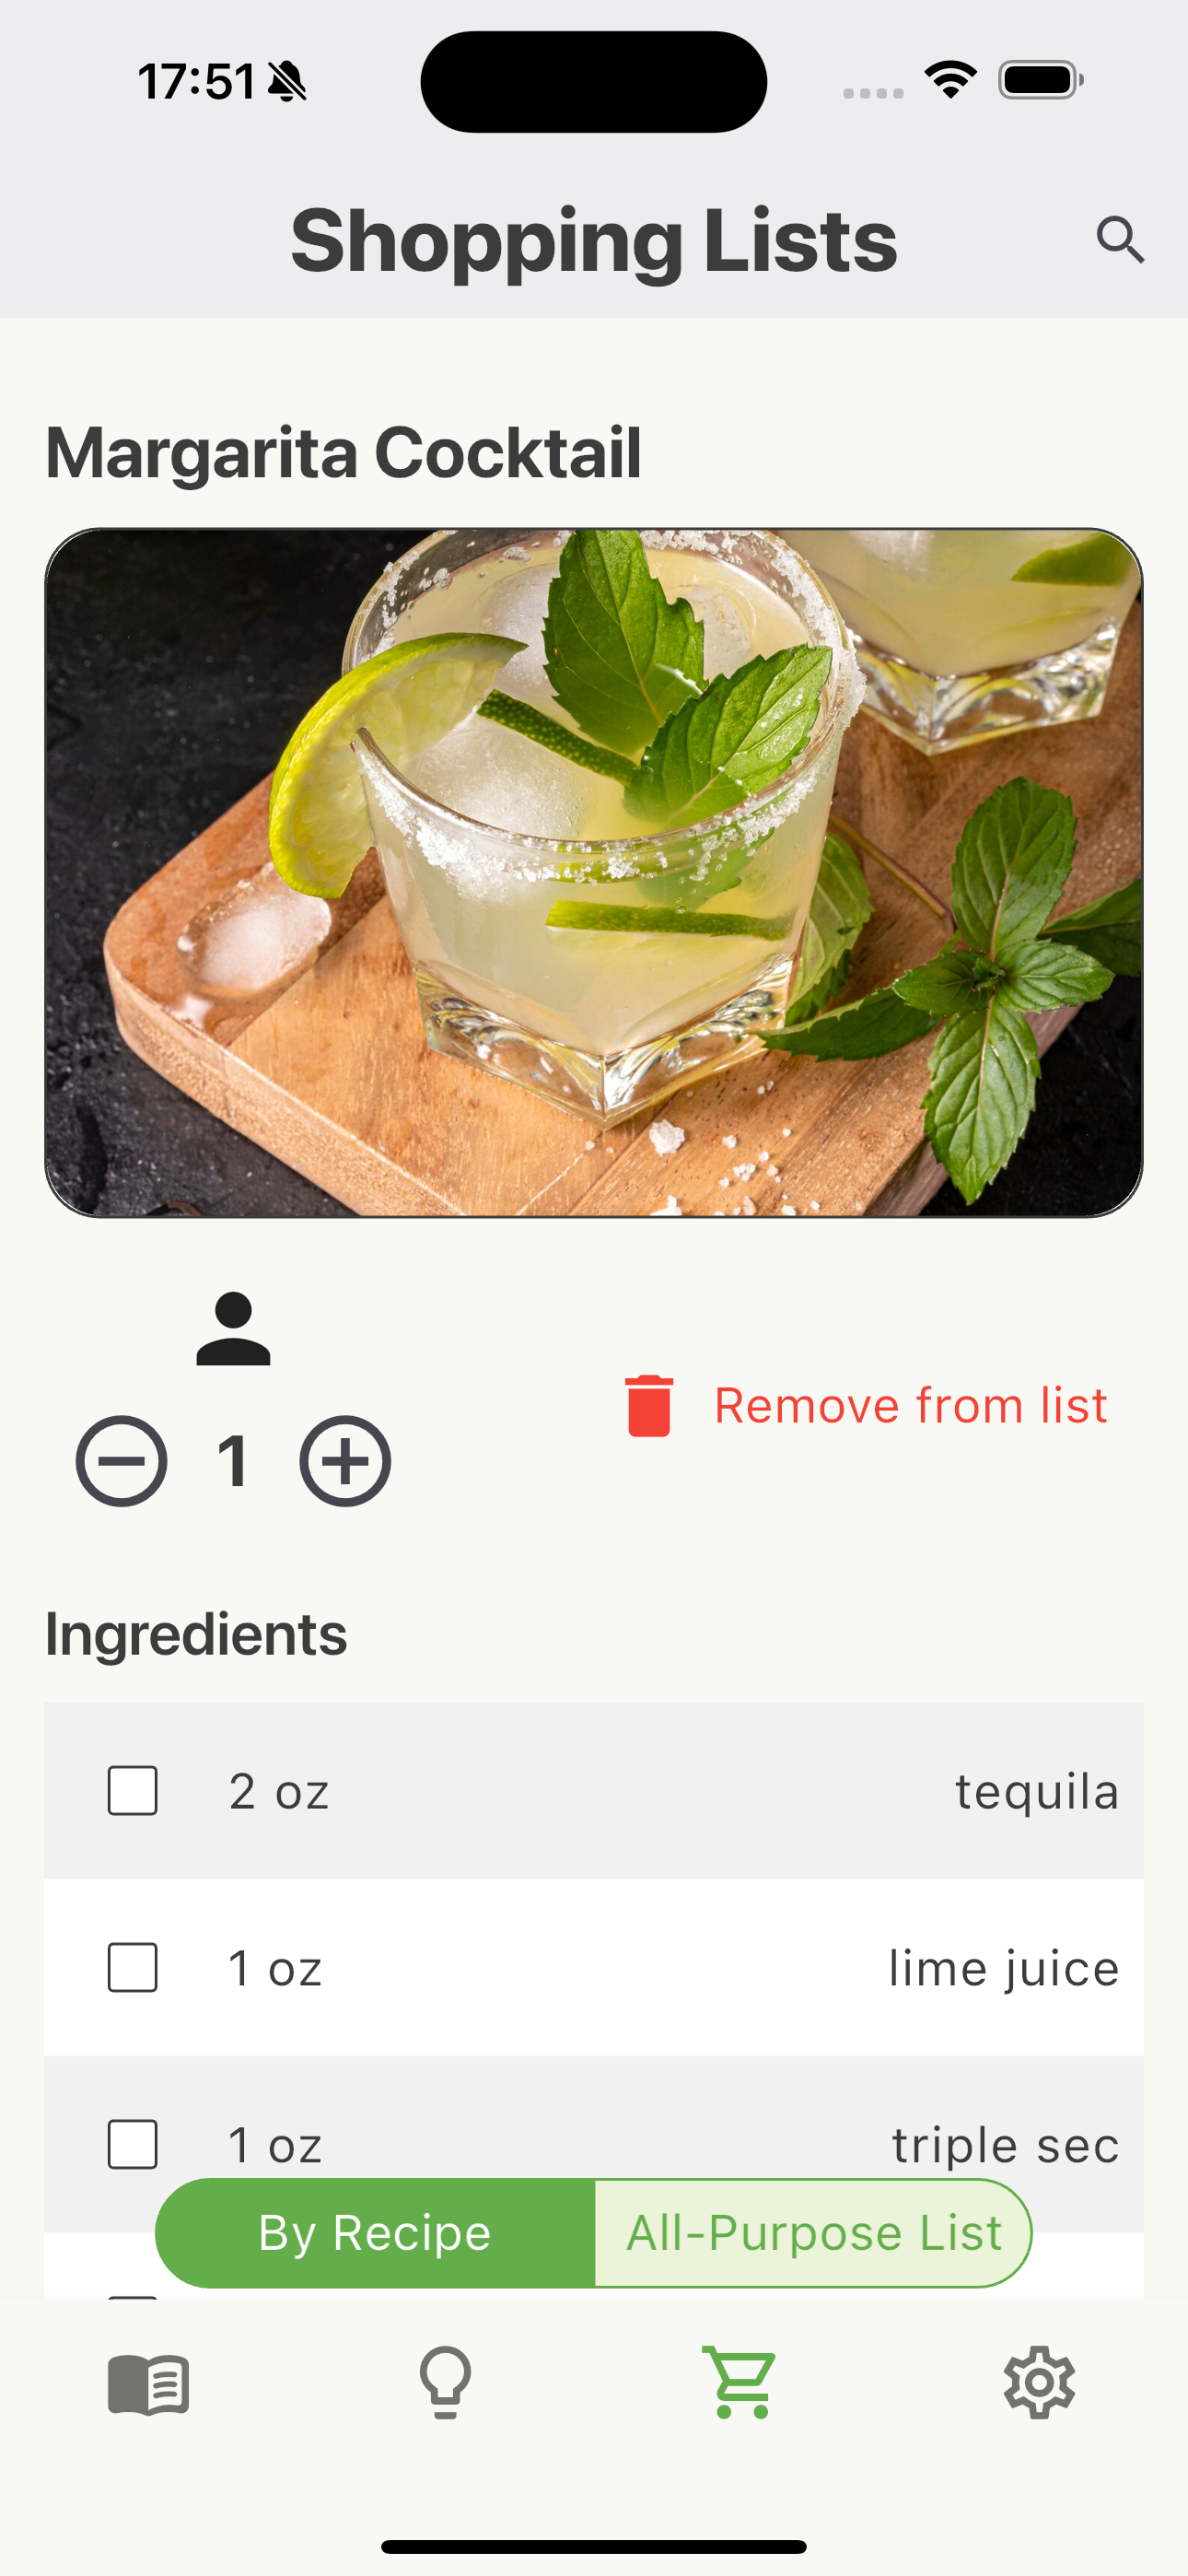 17:51
Shopping Lists
Margarita Cocktail
1
Remove from list
Ingredients
2 oz tequila
1 oz lime juice
1 oz triple sec
By Recipe All-Purpose List